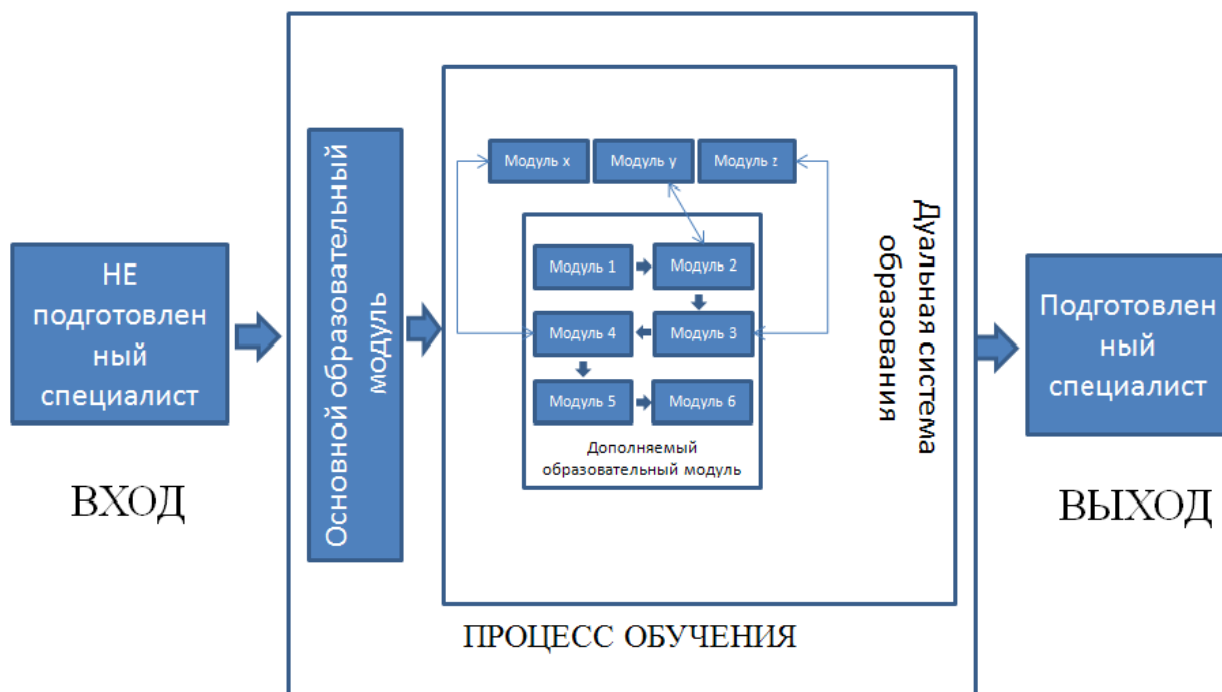 НЕ
подготовлен
ный
специалист
ВХОД
Основной образовательный
модуль
Модуль x
Модуль y
Модуль z
Модуль 1
Модуль 2
Модуль 4
Модуль 3
Модуль 5
Модуль 6
Дополняемый
образовательный модуль
Дуальная система
образования
ПРОЦЕСС ОБУЧЕНИЯ
Подготовлен
ный
специалист
ВЫХОД